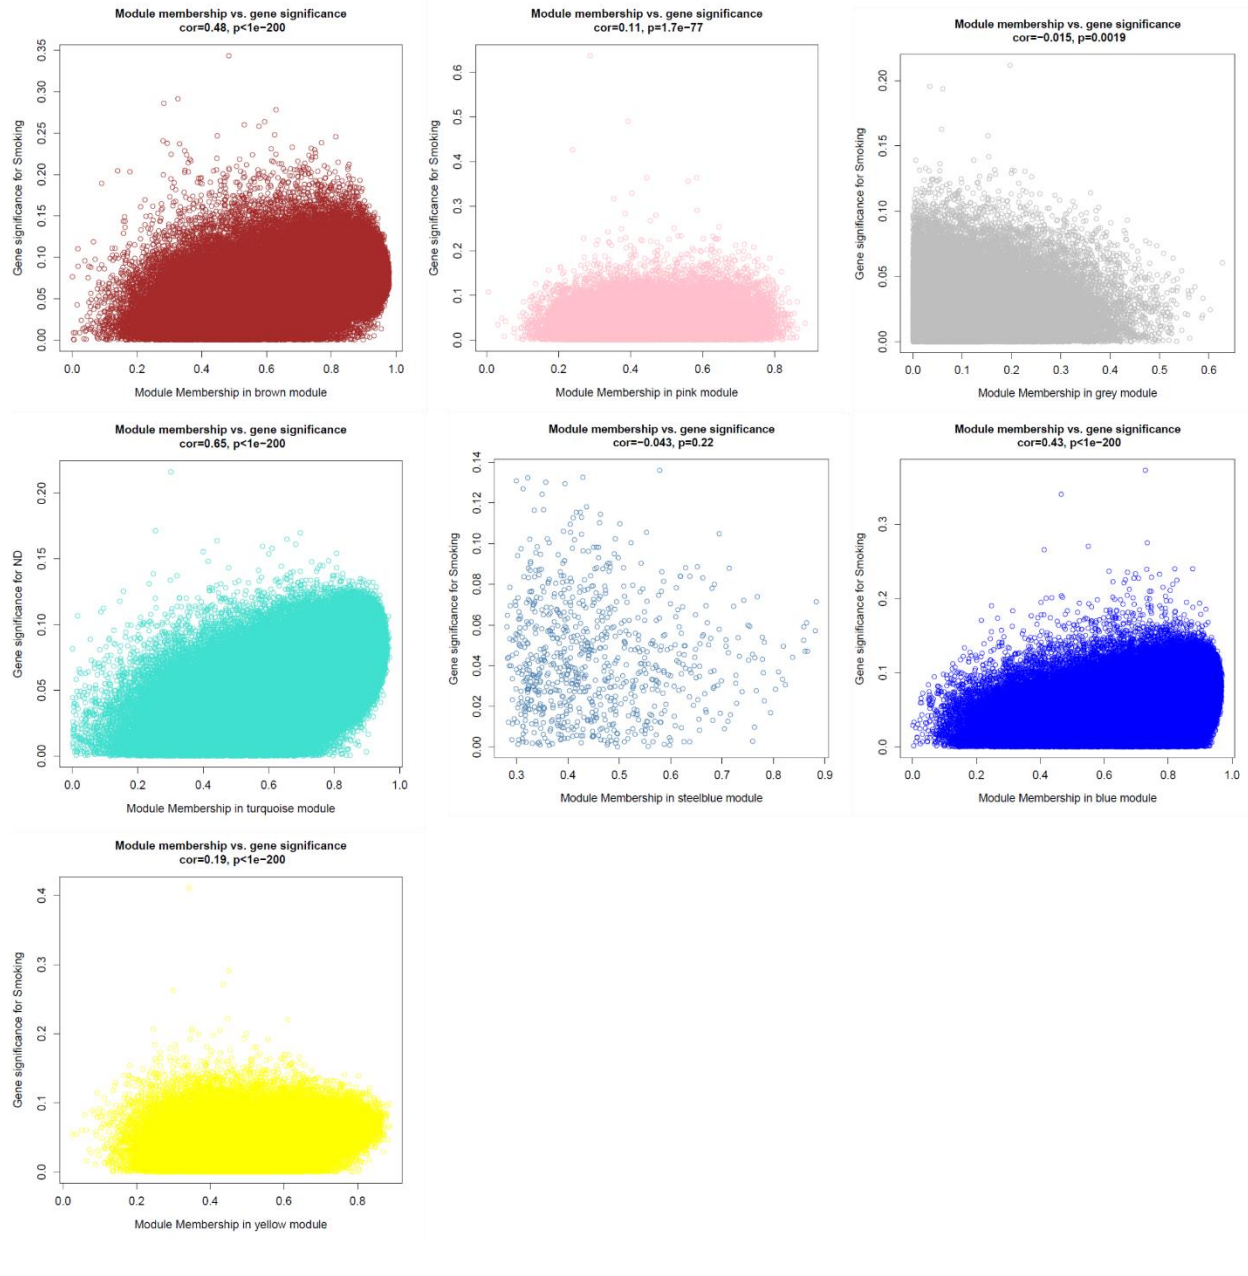 Module membership vs. gene significance
cor=0.48, p<1e−200
Gene significance for Smoking
0.35
0.30
0.25
0.20
0.15
0.10
0.05
0.00
0.0 0.2 0.4 0.6 0.8 1.0
Module Membership in brown module
Module membership vs. gene significance
cor=0.11, p=1.7e−77
Gene significance for Smoking
0.6
0.5
0.4
0.3
0.2
0.1
0.0
0.0 0.2 0.4 0.6 0.8
Module Membership in pink module
Module membership vs. gene significance
cor=−0.015, p=0.0019
Gene significance for Smoking
0.20
0.15
0.10
0.05
0.00
0.0 0.1 0.2 0.3 0.4 0.5 0.6
Module Membership in grey module
Module membership vs. gene significance
cor=0.65, p<1e−200
Gene significance for ND
0.20
0.15
0.10
0.05
0.00
0.0 0.2 0.4 0.6 0.8 1.0
Module Membership in turquoise module
Module membership vs. gene significance
cor=−0.043, p=0.22
Gene significance for Smoking
0.14
0.12
0.10
0.08
0.06
0.04
0.02
0.00
0.3 0.4 0.5 0.6 0.7 0.8 0.9
Module Membership in steelblue module
Module membership vs. gene significance
cor=0.43, p<1e−200
Gene significance for Smoking
0.3
0.2
0.1
0.0
0.0 0.2 0.4 0.6 0.8 1.0
Module Membership in blue module
Module membership vs. gene significance
cor=0.19, p<1e−200
Gene significance for Smoking
0.4
0.3
0.2
0.1
0.0
0.0 0.2 0.4 0.6 0.8
Module Membership in yellow module